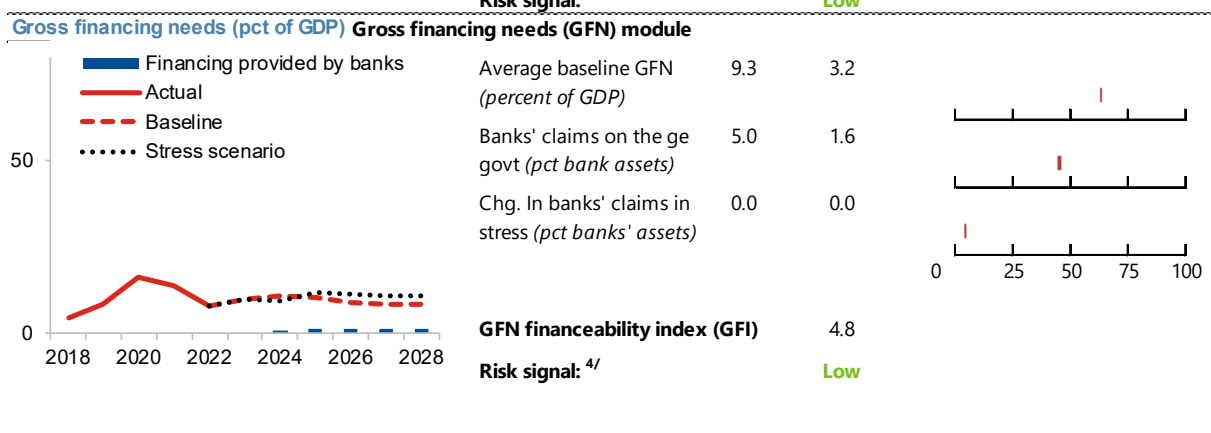 Risk signal: Low
Gross financing needs (pct of GDP) Gross financing needs (GFN) module
Financing provided by banks
Actual
Baseline
Stress scenario
50
0
2018 2020 2022 2024 2026 2028
Average baseline GFN 9.3 3.2
(percent of GDP)
Banks' claims on the ge 5.0 1.6
govt (pct bank assets)
Chg. In banks' claims in 0.0 0.0
stress (pct banks' assets)
0 25 50 75 100
GFN financeability index (GFI) 4.8
Risk signal: 4/ Low